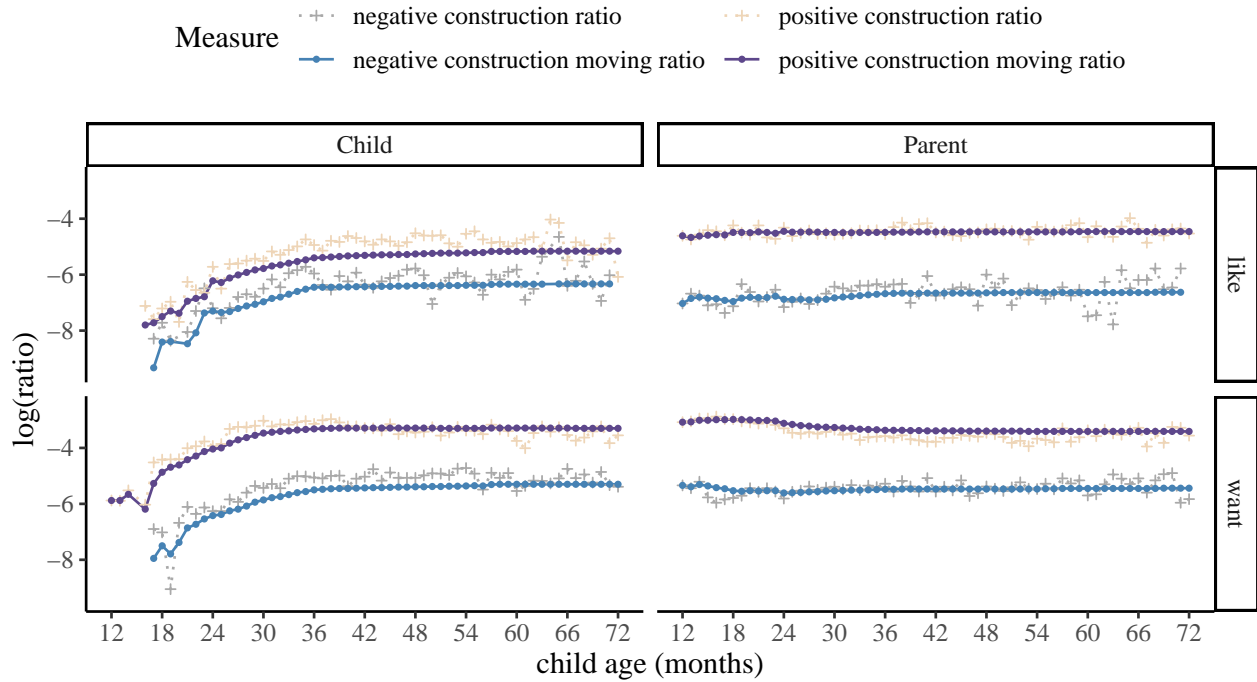 Measure
negative construction ratio
positive construction ratio
negative construction moving ratio
positive construction moving ratio
Child
Parent
log(ratio)
−4
−6
−8
like
−4
−6
−8
want
12 18 24 30 36 42 48 54 60 66 72
12 18 24 30 36 42 48 54 60 66 72
child age (months)